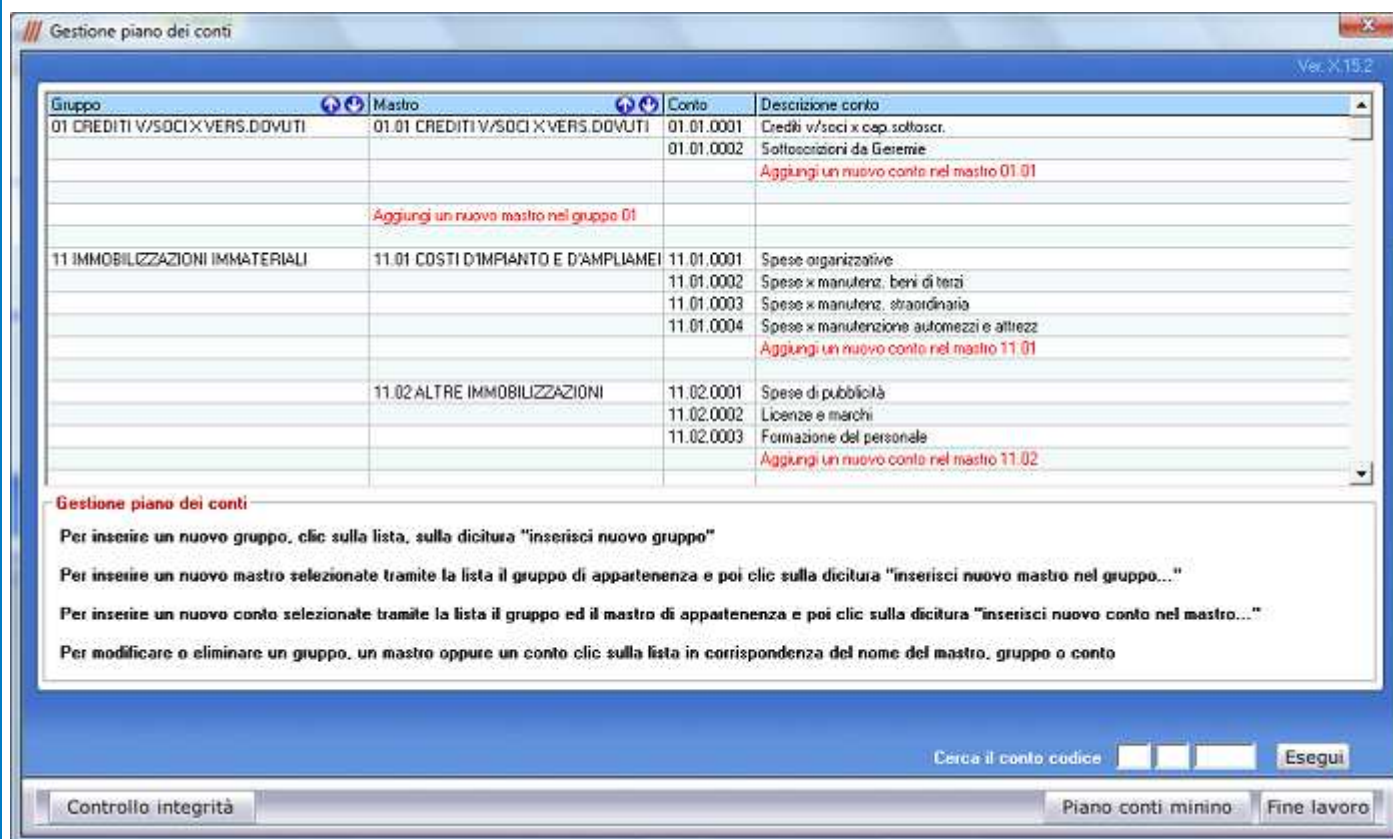 Gestione piano dei conti
Ver. X.15.2
Gruppo Mastro Conto Descrizione conto
01 CREDITI V/SOCI X VERS.DOVUTI 01.01 CREDITI V/SOCI X VERS.DOVUTI 01.01.0001 Crediti v/soci x cap.sottoscr.
01.01.0002 Sottoscrizioni da Geremie
Aggiungi un nuovo conto nel mastro 01.01
Aggiungi un nuovo mastro nel gruppo 01
11 IMMOBILIZZAZIONI IMMATERIALI 11.01 COSTI D'IMPIANTO E D'AMPLIAMEI 11.01.0001 Spese organizzative
11.01.0002 Spese x manutenz. beni di terzi
11.01.0003 Spese x manutenz. straordinaria
11.01.0004 Spese x manutenzione automezzi e attrezz
Aggiungi un nuovo conto nel mastro 11.01
11.02 ALTRE IMMOBILIZZAZIONI 11.02.0001 Spese di pubblicità
11.02.0002 Licenze e marchi
11.02.0003 Formazione del personale
Aggiungi un nuovo conto nel mastro 11.02
Gestione piano dei conti
Per inserire un nuovo gruppo, clic sulla lista, sulla dicitura "inserisci nuovo gruppo"
Per inserire un nuovo mastro selezionate tramite la lista il gruppo di appartenenza e poi clic sulla dicitura "inserisci nuovo mastro nel gruppo..."
Per inserire un nuovo conto selezionate tramite la lista il gruppo ed il mastro di appartenenza e poi clic sulla dicitura "inserisci nuovo conto nel mastro..."
Per modificare o eliminare un gruppo, un mastro oppure un conto clic sulla lista in corrispondenza del nome del mastro, gruppo o conto
Cerca il conto codice Esegui
Controllo integrità Piano conti minino Fine lavoro